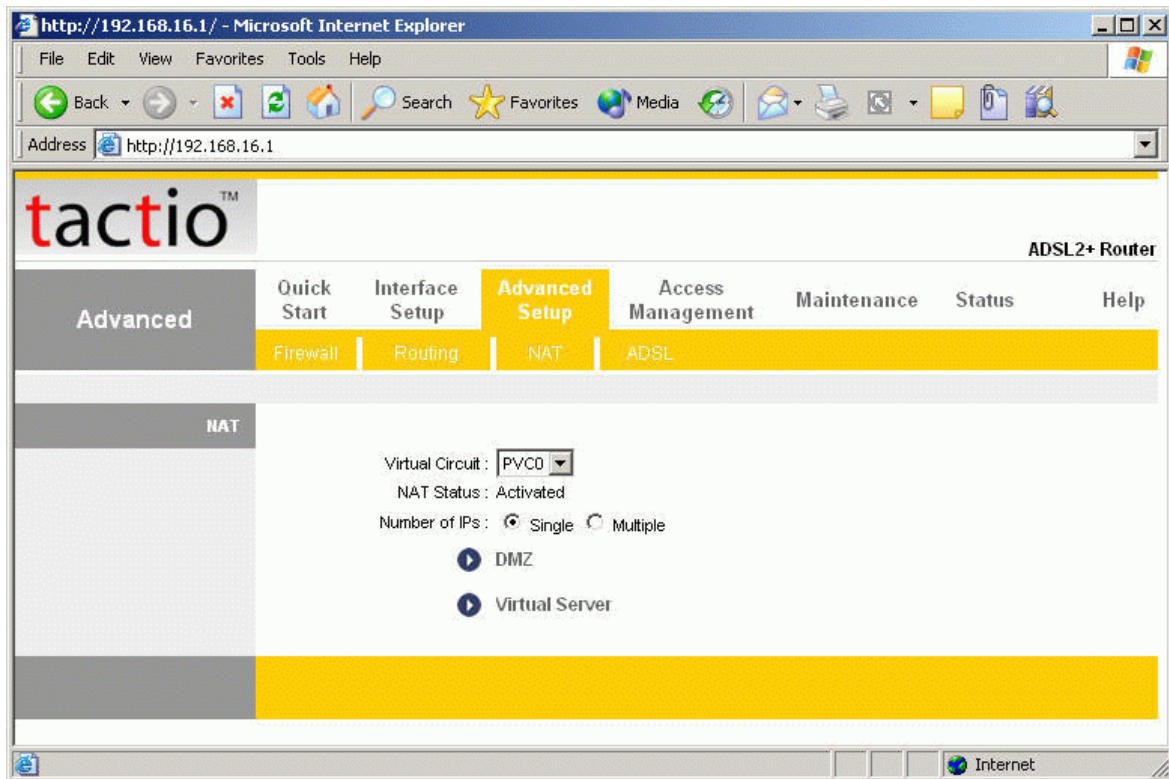 http://192.168.16.1/ - Microsoft Internet Explorer
File Edit View Favorites Tools Help
Back Search Favorites Media
Address http://192.168.16.1
tactio™
ADSL2+ Router
Advanced
Quick Start
Interface Setup
Advanced Setup
Access Management
Maintenance
Status
Help
Firewall Routing NAT ADSL
NAT
Virtual Circuit : PVC0
NAT Status : Activated
Number of IPs : Single Multiple
DMZ
Virtual Server
Internet